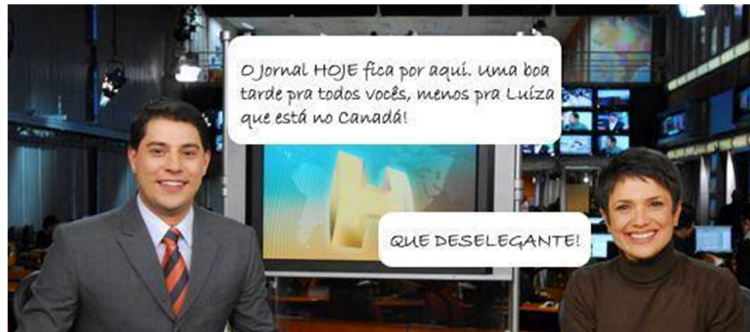 O Jornal HOJE fica por aqui. Uma boa
tarde pra todos vocês, menos pra Luíza
que está no Canadá!
H
QUE DESELEGANTE!